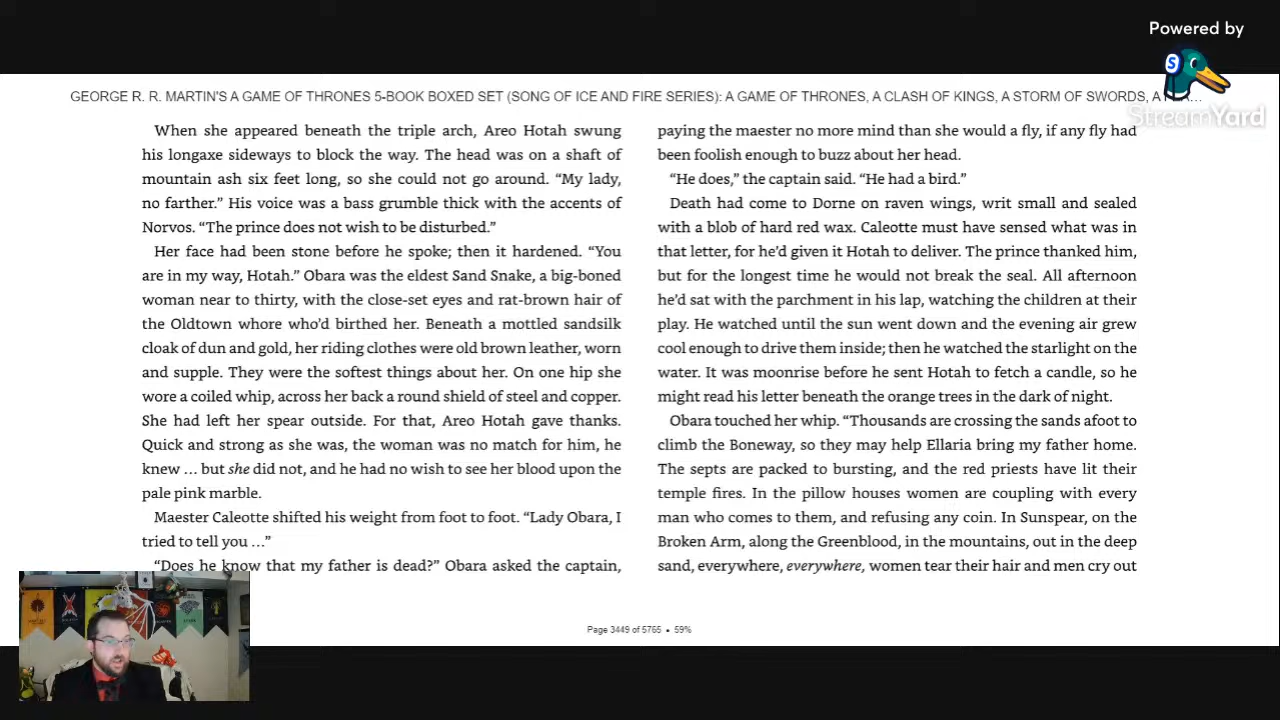 Powered by
S
StreamYard
GEORGE R. R. MARTIN'S A GAME OF THRONES 5-BOOK BOXED SET (SONG OF ICE AND FIRE SERIES): A GAME OF THRONES, A CLASH OF KINGS, A STORM OF SWORDS, A
When she appeared beneath the triple arch, Areo Hotah swung
his longaxe sideways to block the way. The head was on a shaft of
mountain ash six feet long, so she could not go around. “My lady,
no farther.” His voice was a bass grumble thick with the accents of
Norvos. “The prince does not wish to be disturbed.”
Her face had been stone before he spoke; then it hardened. “You
are in my way, Hotah.” Obara was the eldest Sand Snake, a big-boned
woman near to thirty, with the close-set eyes and rat-brown hair of
the Oldtown whore who’d birthed her. Beneath a mottled sandsilk
cloak of dun and gold, her riding clothes were old brown leather, worn
and supple. They were the softest things about her. On one hip she
wore a coiled whip, across her back a round shield of steel and copper.
She had left her spear outside. For that, Areo Hotah gave thanks.
Quick and strong as she was, the woman was no match for him, he
knew … but she did not, and he had no wish to see her blood upon the
pale pink marble.
Maester Caleotte shifted his weight from foot to foot. “Lady Obara, I
tried to tell you …”
“Does he know that my father is dead?” Obara asked the captain,
paying the maester no more mind than she would a fly, if any fly had
been foolish enough to buzz about her head.
“He does,” the captain said. “He had a bird.”
Death had come to Dorne on raven wings, writ small and sealed
with a blob of hard red wax. Caleotte must have sensed what was in
that letter, for he’d given it Hotah to deliver. The prince thanked him,
but for the longest time he would not break the seal. All afternoon
he’d sat with the parchment in his lap, watching the children at their
play. He watched until the sun went down and the evening air grew
cool enough to drive them inside; then he watched the starlight on the
water. It was moonrise before he sent Hotah to fetch a candle, so he
might read his letter beneath the orange trees in the dark of night.
Obara touched her whip. “Thousands are crossing the sands afoot to
climb the Boneway, so they may help Ellaria bring my father home.
The septs are packed to bursting, and the red priests have lit their
temple fires. In the pillow houses women are coupling with every
man who comes to them, and refusing any coin. In Sunspear, on the
Broken Arm, along the Greenblood, in the mountains, out in the deep
sand, everywhere, everywhere, women tear their hair and men cry out
Page 3449 of 5765 • 59%